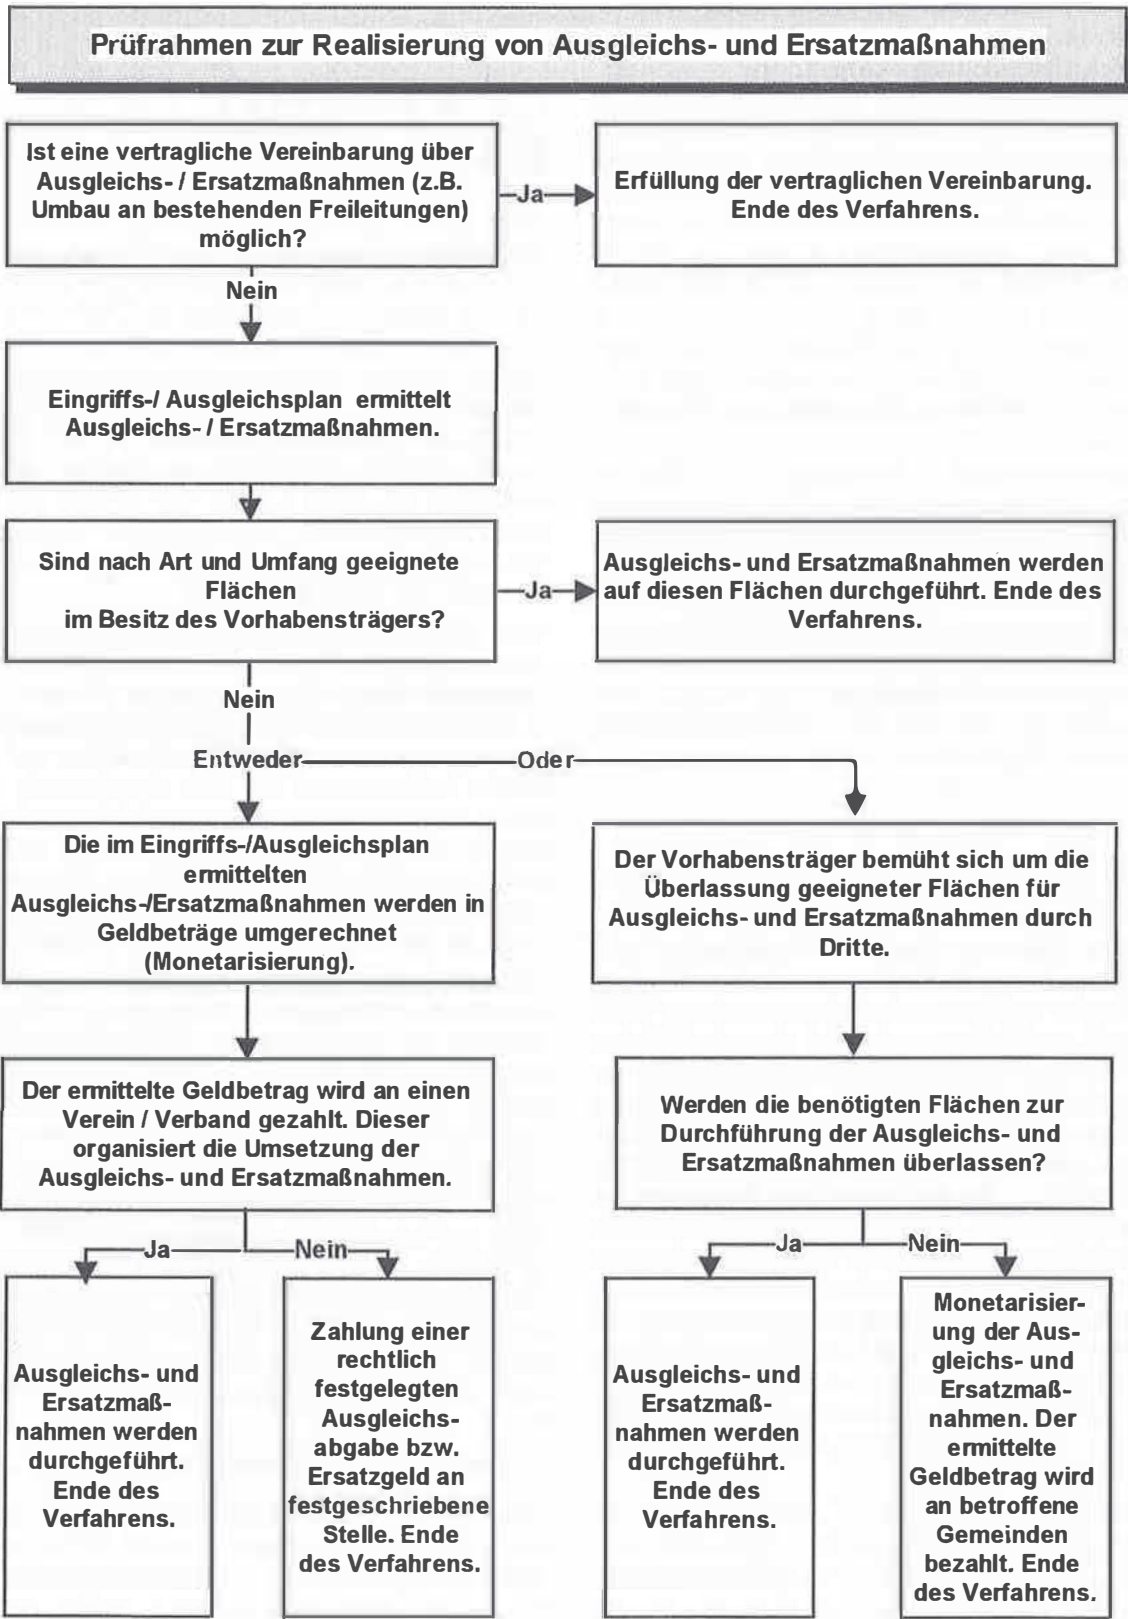 Prüfrahmen zur Realisierung von Ausgleichs- und Ersatzmaßnahmen
Ist eine vertragliche Vereinbarung über
Ausgleichs- / Ersatzmaßnahmen (z.B.
Umbau an bestehenden Freileitungen)
möglich?
Ja
Erfüllung der vertraglichen Vereinbarung.
Ende des Verfahrens.
Nein
Eingriffs-/ Ausgleichsplan ermittelt
Ausgleichs- / Ersatzmaßnahmen.
Sind nach Art und Umfang geeignete
Flächen
im Besitz des Vorhabensträgers?
Ja
Ausgleichs- und Ersatzmaßnahmen werden
auf diesen Flächen durchgeführt. Ende des
Verfahrens.
Nein
Entweder
Oder
Die im Eingriffs-/Ausgleichsplan
ermittelten
Ausgleichs-/Ersatzmaßnahmen werden in
Geldbeträge umgerechnet
(Monetarisierung).
Der Vorhabensträger bemüht sich um die
Überlassung geeigneter Flächen für
Ausgleichs- und Ersatzmaßnahmen durch
Dritte.
Der ermittelte Geldbetrag wird an einen
Verein / Verband gezahlt. Dieser
organisiert die Umsetzung der
Ausgleichs- und Ersatzmaßnahmen.
Werden die benötigten Flächen zur
Durchführung der Ausgleichs- und
Ersatzmaßnahmen überlassen?
Ja
Nein
Ja
Nein
Ausgleichs- und
Ersatzmaß-
nahmen werden
durchgeführt.
Ende des
Verfahrens.
Zahlung einer
rechtlich
festgelegten
Ausgleichs-
abgabe bzw.
Ersatzgeld an
festgeschriebene
Stelle. Ende
des Verfahrens.
Ausgleichs- und
Ersatzmaß-
nahmen werden
durchgeführt.
Ende des
Verfahrens.
Monetarisier-
ung der Aus-
gleichs- und
Ersatzmaß-
nahmen. Der
ermittelte
Geldbetrag wird
an betroffene
Gemeinden
bezahlt. Ende
des Verfahrens.